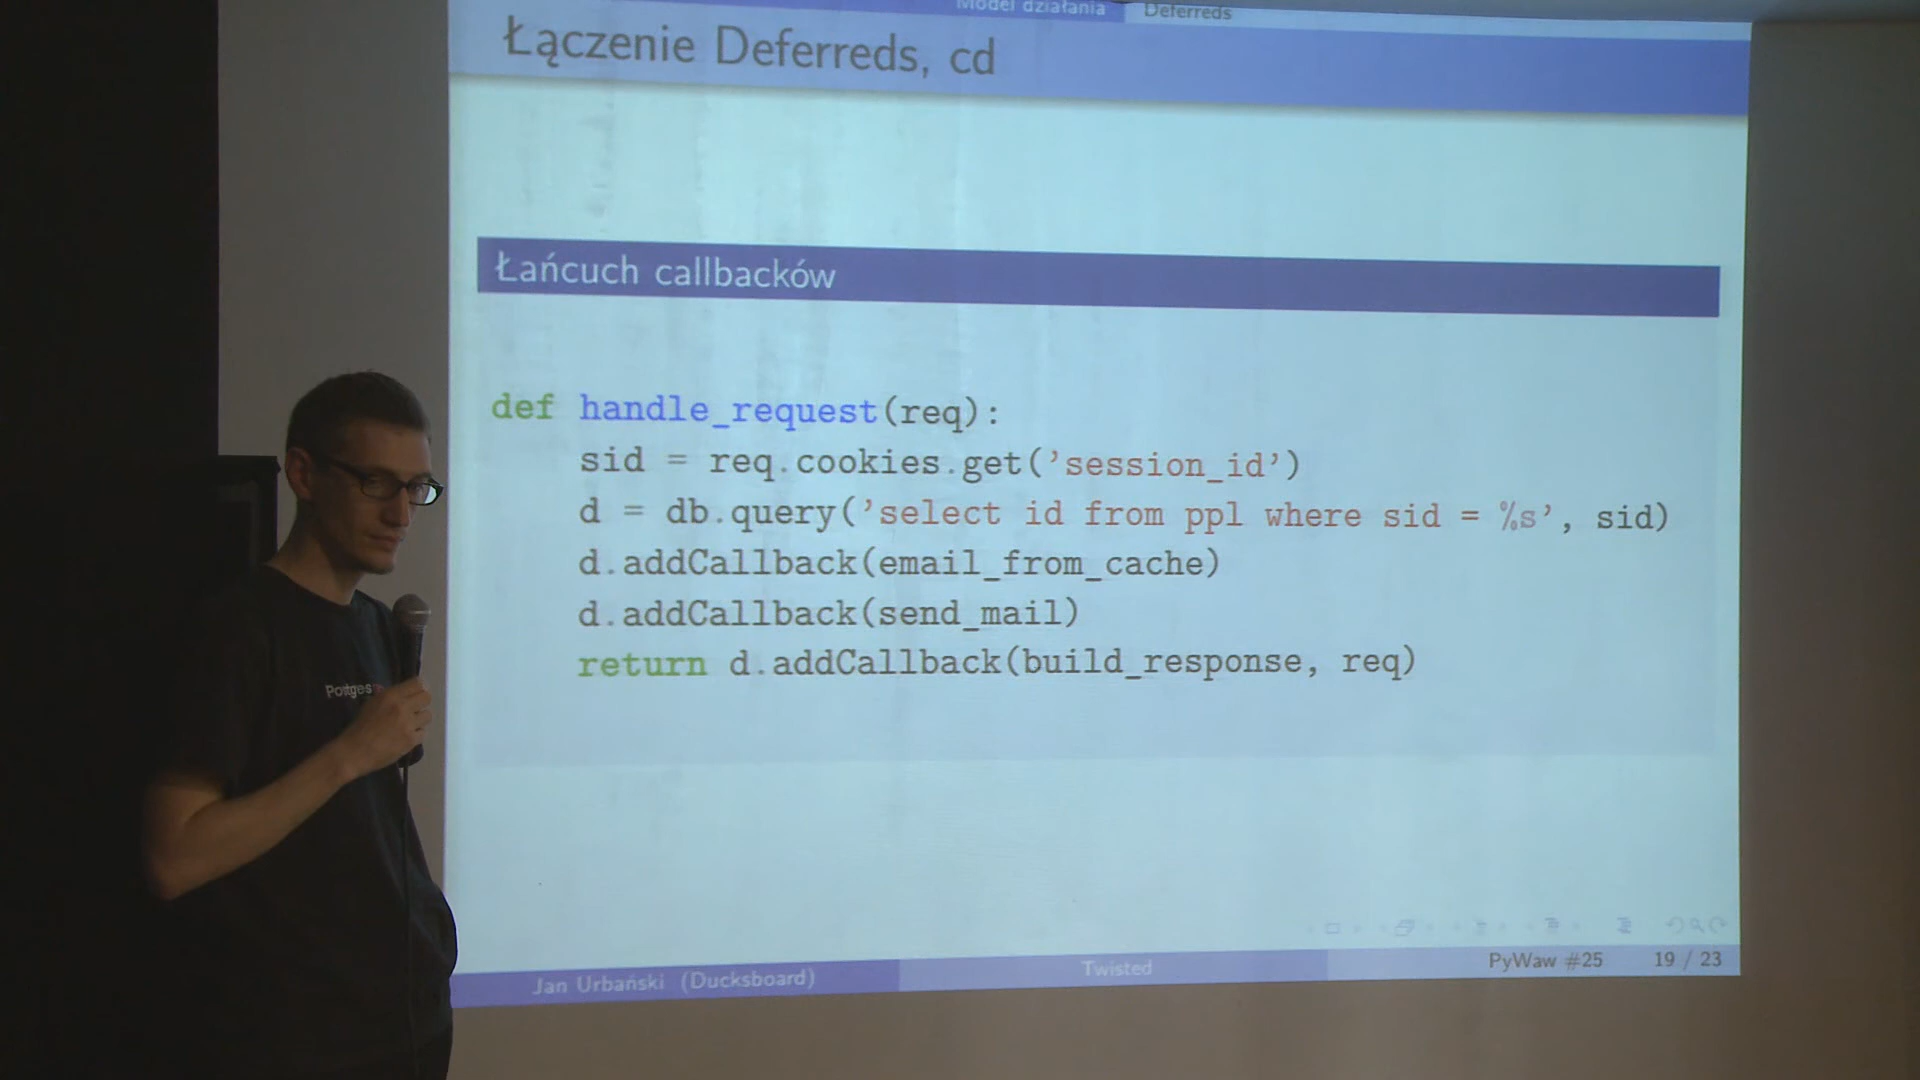 Model działania Deferreds
Łączenie Deferreds, cd
Łańcuch callbacków
def handle_request(req):
sid = req.cookies.get('session_id')
d = db.query('select id from ppl where sid = %s', sid)
d.addCallback(email_from_cache)
d.addCallback(send_mail)
return d.addCallback(build_response, req)
Postgres
Jan Urbański (Ducksboard) Twisted PyWaw #25 19 / 23